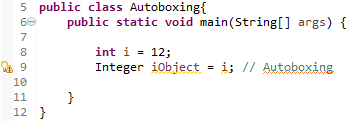 5 public class Autoboxing{
6 public static void main(String[] args) {
7
8 int i = 12;
9 Integer iObject = i; // Autoboxing
10
11 }
12 }